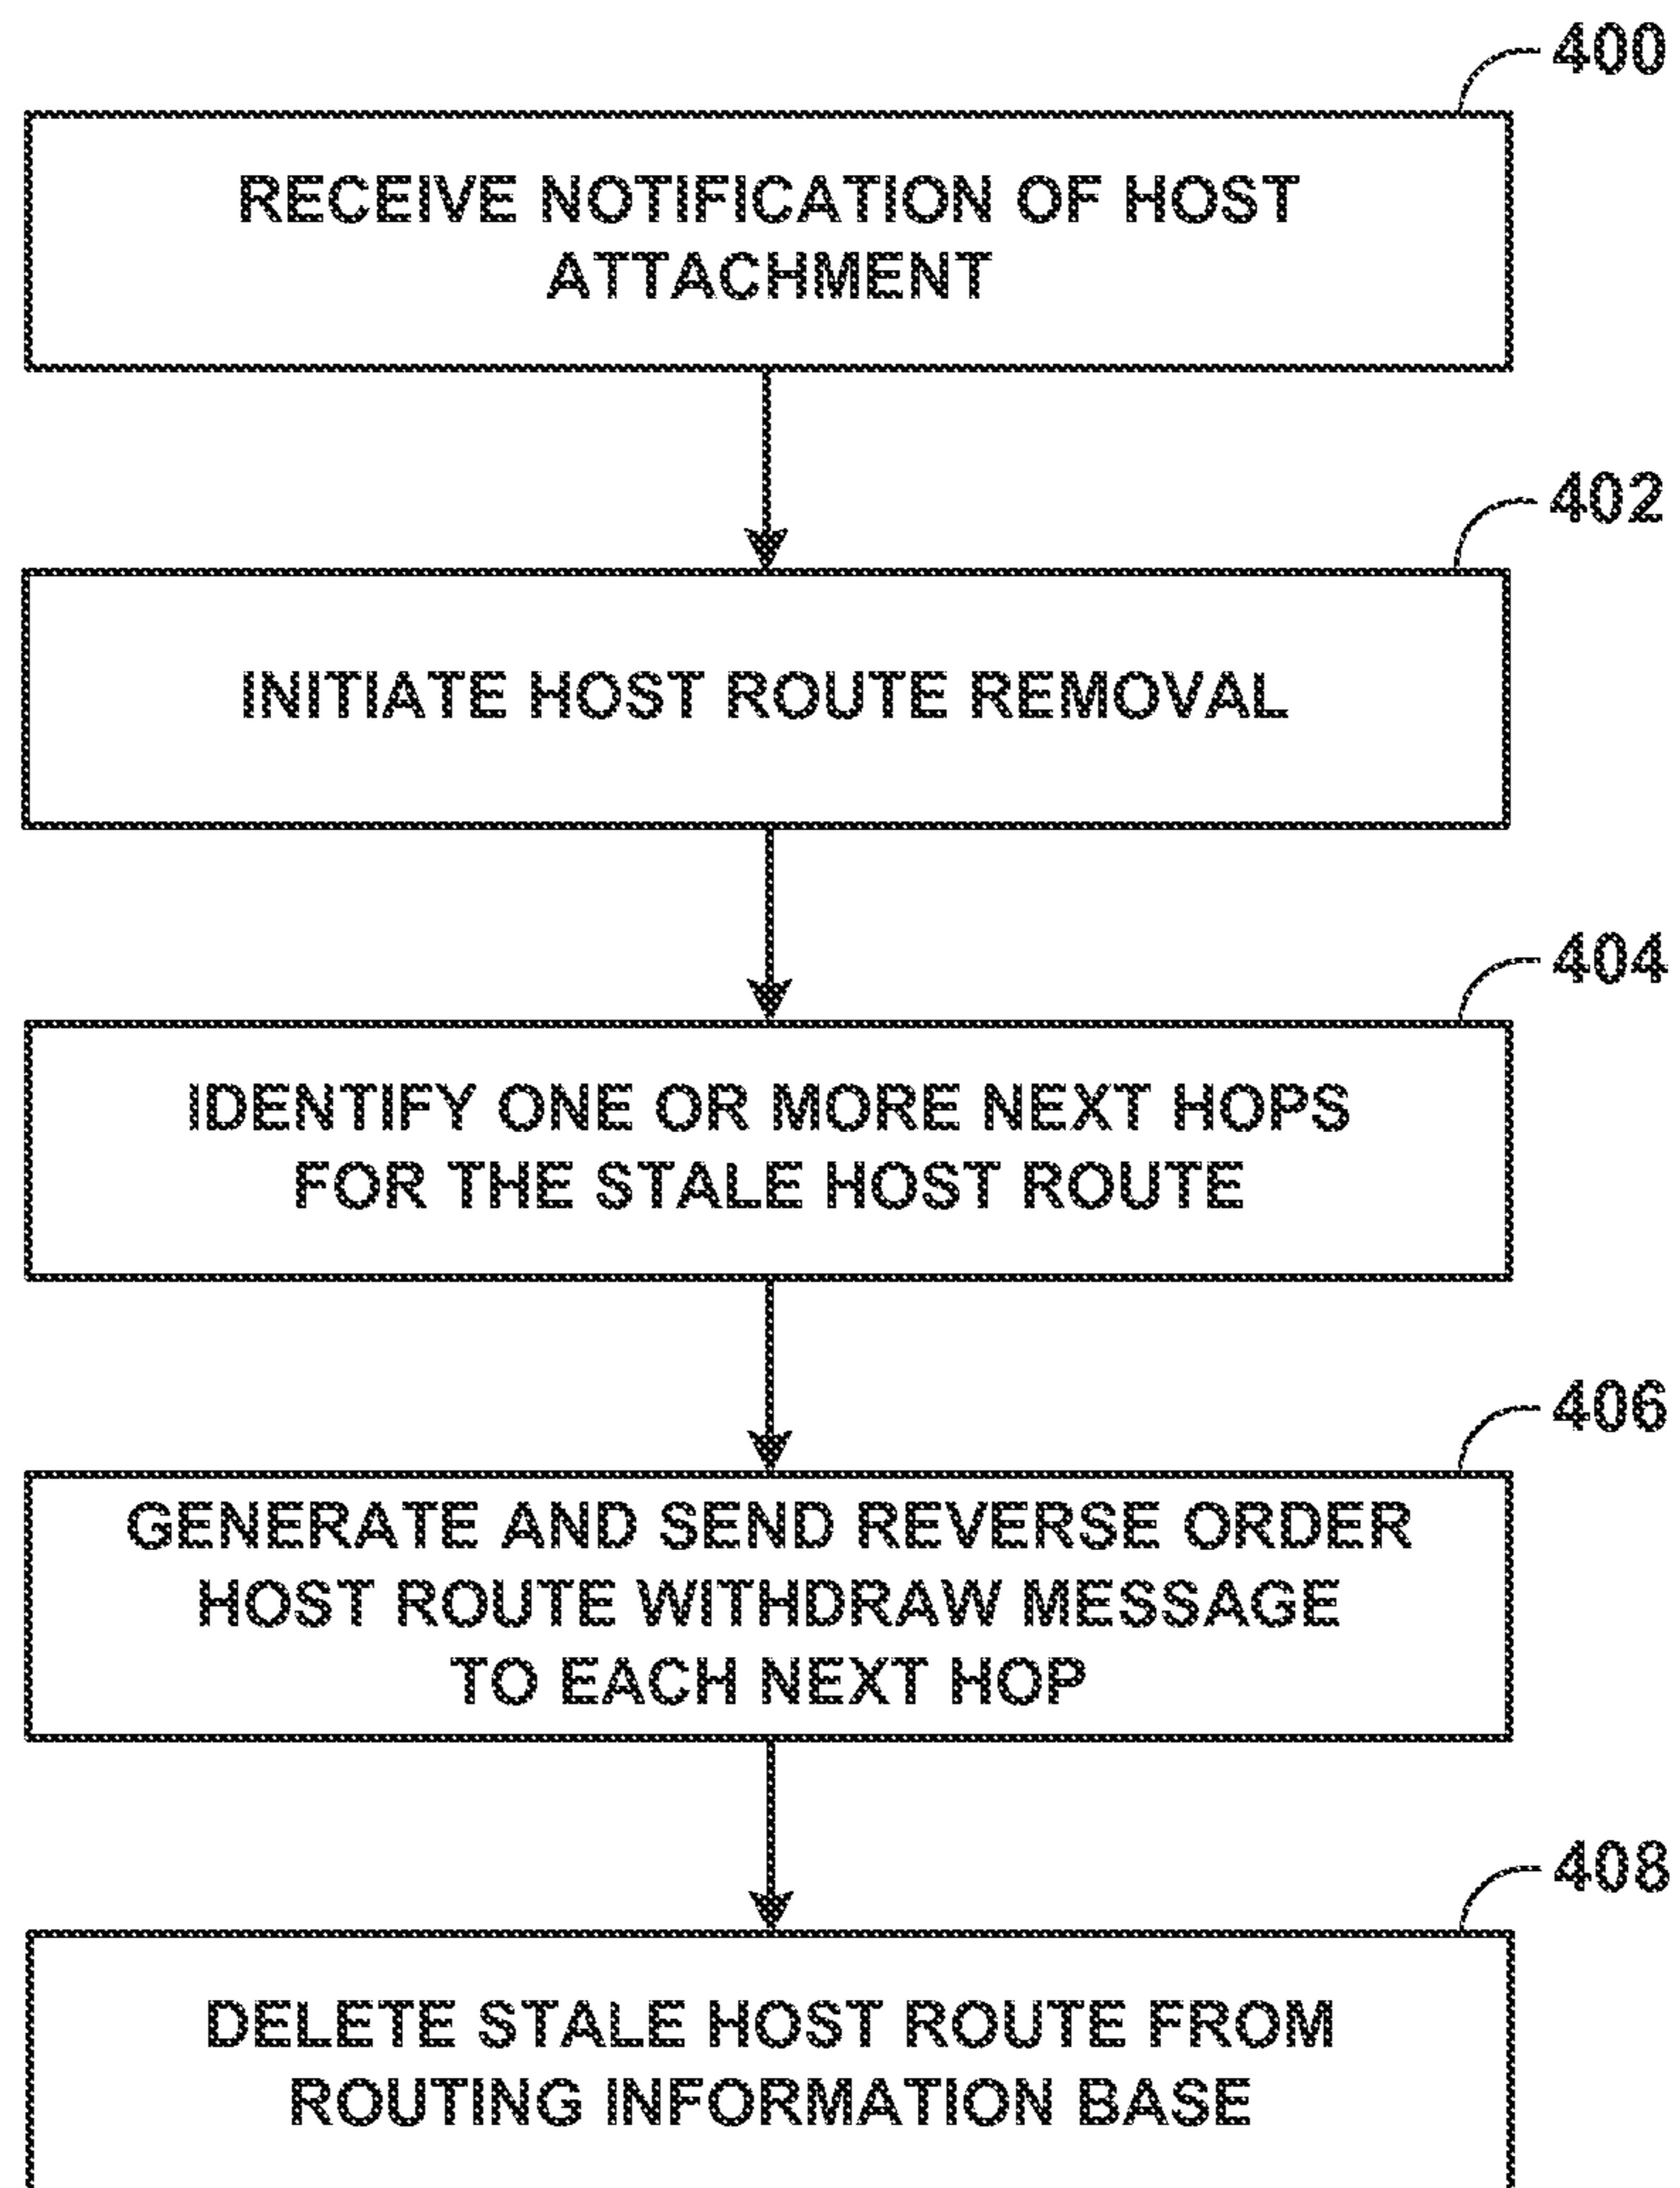 400
RECEIVE NOTIFICATION OF HOST
ATTACHMENT
402
INITIATE HOST ROUTE REMOVAL
404
IDENTIFY ONE OR MORE NEXT HOPS
FOR THE STALE HOST ROUTE
406
GENERATE AND SEND REVERSE ORDER
HOST ROUTE WITHDRAW MESSAGE
TO EACH NEXT HOP
408
DELETE STALE HOST ROUTE FROM
ROUTING INFORMATION BASE